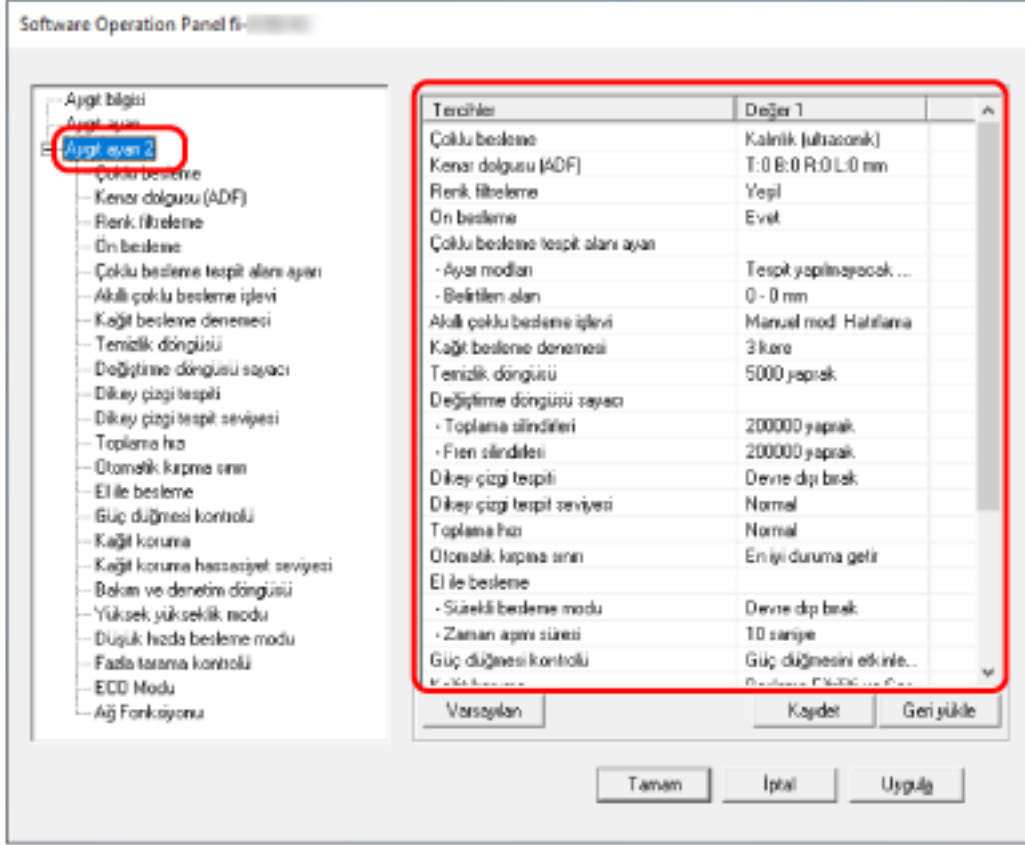 Software Operation Panel fi-
Aygıt bilgisi
Aygıt ayarı
Aygıt ayarı 2
Çoklu besleme
Kenar dolgusu (ADF)
Renk filtreleme
Ön besleme
Çoklu besleme tespit alanı ayarı
Akıllı çoklu besleme işlevi
Kağıt besleme denemesi
Temizlik döngüsü
Değiştirme döngüsü sayacı
Dikey çizgi tespiti
Dikey çizgi tespit seviyesi
Toplama hızı
Otomatik kırpma sınırı
El ile besleme
Güç düğmesi kontrolü
Kağıt koruma
Kağıt koruma hassasiyet seviyesi
Bakım ve denetim döngüsü
Yüksek yükseklik modu
Düşük hızda besleme modu
Fazla tarama kontrolü
ECO Modu
Ağ Fonksiyonu
Tercihler Değer 1
Çoklu besleme Kalınlık (ultrasonik)
Kenar dolgusu (ADF) T:0 B:0 R:0 L:0 mm
Renk filtreleme Yeşil
Ön besleme Evet
Çoklu besleme tespit alanı ayarı
- Ayar modları Tespit yapılmayacak ...
- Belirtilen alan 0 - 0 mm
Akıllı çoklu besleme işlevi Manuel mod Hatırlama
Kağıt besleme denemesi 3 kere
Temizlik döngüsü 5000 yaprak
Değiştirme döngüsü sayacı
- Toplama silindirleri 200000 yaprak
- Fren silindirleri 200000 yaprak
Dikey çizgi tespiti Devre dışı bırak
Dikey çizgi tespit seviyesi Normal
Toplama hızı Normal
Otomatik kırpma sınırı En iyi duruma getir
El ile besleme
- Sürekli besleme modu Devre dışı bırak
- Zaman aşımı süresi 10 saniye
Güç düğmesi kontrolü Güç düğmesini etkinle...
Varsayılan Kaydet Geri yükle
Tamam İptal Uygula